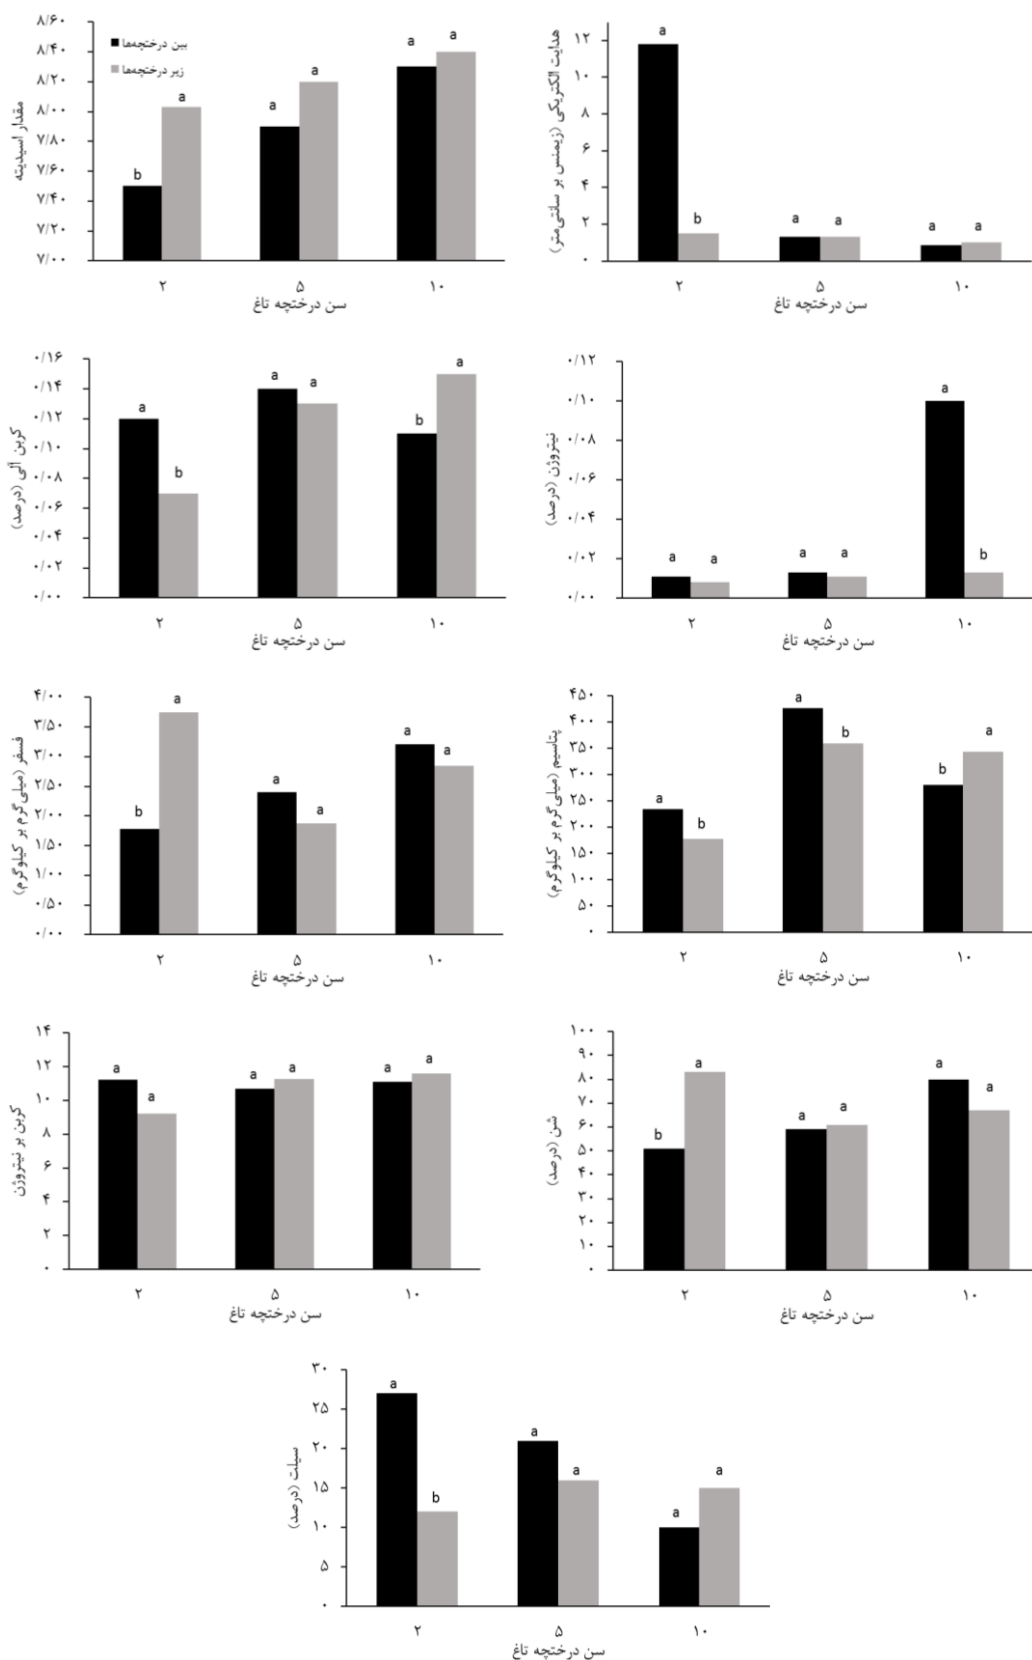 ۸/۶۰
۸/۴۰
۸/۲۰
۸/۰۰
۷/۸۰
۷/۶۰
۷/۴۰
۷/۲۰
۷/۰۰
مقدار اسیدیته
بین درختچه‌ها
زیر درختچه‌ها
b a a a a a
۲ ۵ ۱۰
سن درختچه تاغ
۱۲
۱۰
۸
۶
۴
۲
۰
هدایت الکتریکی (زیمنس بر سانتی‌متر)
a b a a a a
۲ ۵ ۱۰
سن درختچه تاغ
۰/۱۶
۰/۱۴
۰/۱۲
۰/۱۰
۰/۰۸
۰/۰۶
۰/۰۴
۰/۰۲
۰/۰۰
کربن آلی (درصد)
a b a a b a
۲ ۵ ۱۰
سن درختچه تاغ
۰/۱۲
۰/۱۰
۰/۰۸
۰/۰۶
۰/۰۴
۰/۰۲
۰/۰۰
نیتروژن (درصد)
a a a a a b
۲ ۵ ۱۰
سن درختچه تاغ
۴/۰۰
۳/۵۰
۳/۰۰
۲/۵۰
۲/۰۰
۱/۵۰
۱/۰۰
۰/۵۰
۰/۰۰
فسفر (میلی‌گرم بر کیلوگرم)
b a a a a a
۲ ۵ ۱۰
سن درختچه تاغ
۴۵۰
۴۰۰
۳۵۰
۳۰۰
۲۵۰
۲۰۰
۱۵۰
۱۰۰
۵۰
۰
پتاسیم (میلی‌گرم بر کیلوگرم)
a b a b b a
۲ ۵ ۱۰
سن درختچه تاغ
۱۴
۱۲
۱۰
۸
۶
۴
۲
۰
کربن بر نیتروژن
a a a a a a
۲ ۵ ۱۰
سن درختچه تاغ
۱۰۰
۹۰
۸۰
۷۰
۶۰
۵۰
۴۰
۳۰
۲۰
۱۰
۰
شن (درصد)
b a a a a a
۲ ۵ ۱۰
سن درختچه تاغ
۳۰
۲۵
۲۰
۱۵
۱۰
۵
۰
سیلت (درصد)
a b a a a a
۲ ۵ ۱۰
سن درختچه تاغ